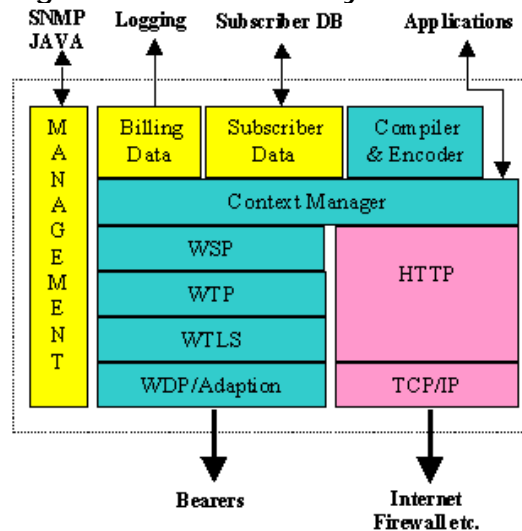 SNMP
JAVA
Logging
Subscriber DB
Applications
M
A
N
A
G
E
M
E
N
T
Billing
Data
Subscriber
Data
Compiler
& Encoder
Context Manager
WSP
WTP
WTLS
WDP/Adaption
HTTP
TCP/IP
Bearers
Internet
Firewall etc.